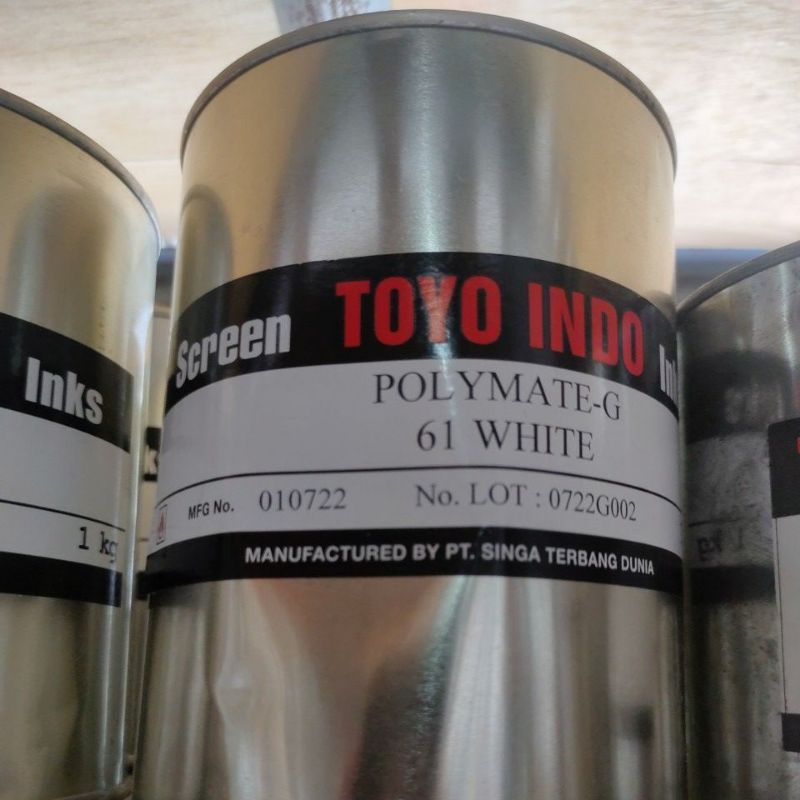 Inks
1 kg
Screen TOYO INDO Ink
POLYMATE-G
61 WHITE
MFG No. 010722 No. LOT : 0722G002
MANUFACTURED BY PT. SINGA TERBANG DUNIA